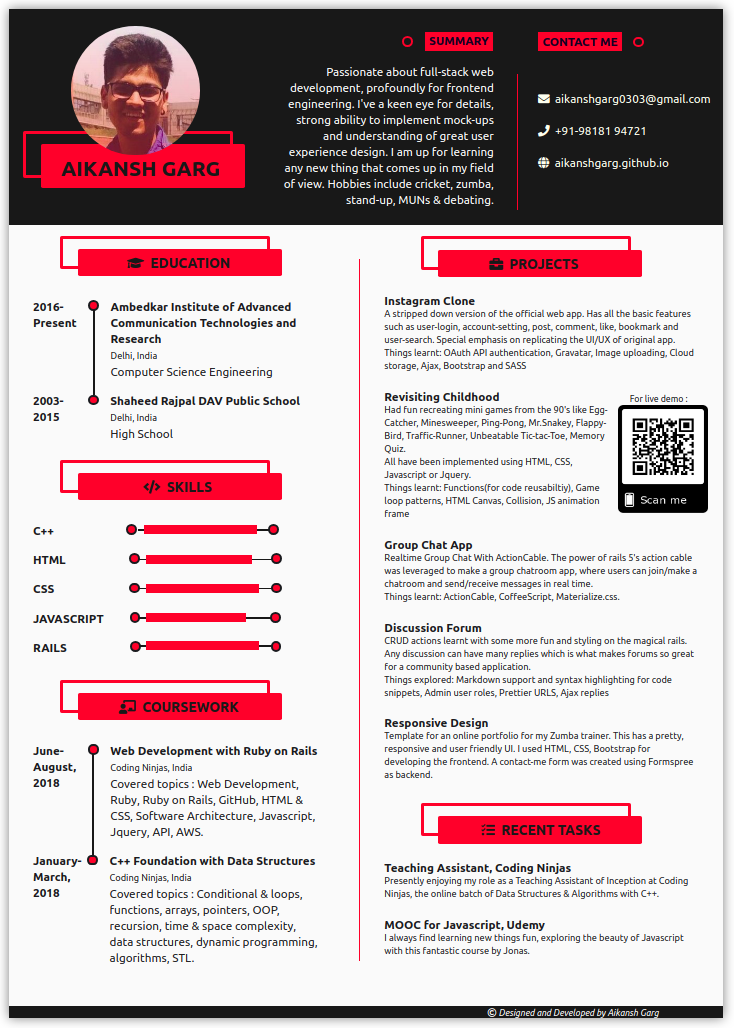 AIKANSH GARG
SUMMARY
Passionate about full-stack web
development, profoundly for frontend
engineering. I've a keen eye for details,
strong ability to implement mock-ups
and understanding of great user
experience design. I am up for learning
any new thing that comes up in my field
of view. Hobbies include cricket, zumba,
stand-up, MUNs & debating.
CONTACT ME
aikanshgarg0303@gmail.com
+91-98181 94721
aikanshgarg.github.io
EDUCATION
2016-
Present
Ambedkar Institute of Advanced
Communication Technologies and
Research
Delhi, India
Computer Science Engineering
2003-
2015
Shaheed Rajpal DAV Public School
Delhi, India
High School
SKILLS
C++
HTML
CSS
JAVASCRIPT
RAILS
COURSEWORK
June-
August,
2018
Web Development with Ruby on Rails
Coding Ninjas, India
Covered topics : Web Development,
Ruby, Ruby on Rails, GitHub, HTML &
CSS, Software Architecture, Javascript,
Jquery, API, AWS.
January-
March,
2018
C++ Foundation with Data Structures
Coding Ninjas, India
Covered topics : Conditional & loops,
functions, arrays, pointers, OOP,
recursion, time & space complexity,
data structures, dynamic programming,
algorithms, STL.
PROJECTS
Instagram Clone
A stripped down version of the official web app. Has all the basic features
such as user-login, account-setting, post, comment, like, bookmark and
user-search. Special emphasis on replicating the UI/UX of original app.
Things learnt: OAuth API authentication, Gravatar, Image uploading, Cloud
storage, Ajax, Bootstrap and SASS
Revisiting Childhood
Had fun recreating mini games from the 90's like Egg-
Catcher, Minesweeper, Ping-Pong, Mr.Snakey, Flappy-
Bird, Traffic-Runner, Unbeatable Tic-tac-Toe, Memory
Quiz.
All have been implemented using HTML, CSS,
Javascript or Jquery.
Things learnt: Functions(for code reusabiltiy), Game
loop patterns, HTML Canvas, Collision, JS animation
frame
For live demo :
Scan me
Group Chat App
Realtime Group Chat With ActionCable. The power of rails 5's action cable
was leveraged to make a group chatroom app, where users can join/make a
chatroom and send/receive messages in real time.
Things learnt: ActionCable, CoffeeScript, Materialize.css.
Discussion Forum
CRUD actions learnt with some more fun and styling on the magical rails.
Any discussion can have many replies which is what makes forums so great
for a community based application.
Things explored: Markdown support and syntax highlighting for code
snippets, Admin user roles, Prettier URLS, Ajax replies
Responsive Design
Template for an online portfolio for my Zumba trainer. This has a pretty,
responsive and user friendly UI. I used HTML, CSS, Bootstrap for
developing the frontend. A contact-me form was created using Formspree
as backend.
RECENT TASKS
Teaching Assistant, Coding Ninjas
Presently enjoying my role as a Teaching Assistant of Inception at Coding
Ninjas, the online batch of Data Structures & Algorithms with C++.
MOOC for Javascript, Udemy
I always find learning new things fun, exploring the beauty of Javascript
with this fantastic course by Jonas.
© Designed and Developed by Aikansh Garg